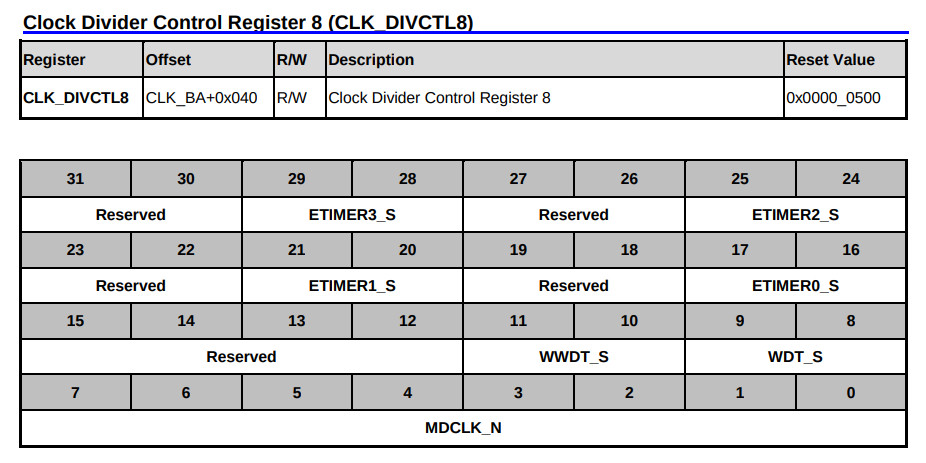 Clock Divider Control Register 8 (CLK_DIVCTL8)
Register Offset R/W Description Reset Value
CLK_DIVCTL8 CLK_BA+0x040 R/W Clock Divider Control Register 8 0x0000_0500
31 30 29 28 27 26 25 24
Reserved ETIMER3_S Reserved ETIMER2_S
23 22 21 20 19 18 17 16
Reserved ETIMER1_S Reserved ETIMER0_S
15 14 13 12 11 10 9 8
Reserved WWDT_S WDT_S
7 6 5 4 3 2 1 0
MDCLK_N